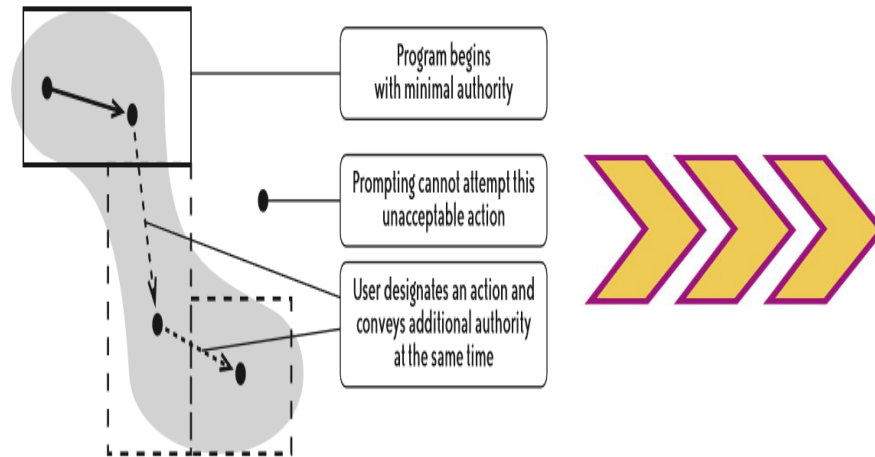 Program begins
with minimal authority
Prompting cannot attempt this
unacceptable action
User designates an action and
conveys additional authority
at the same time